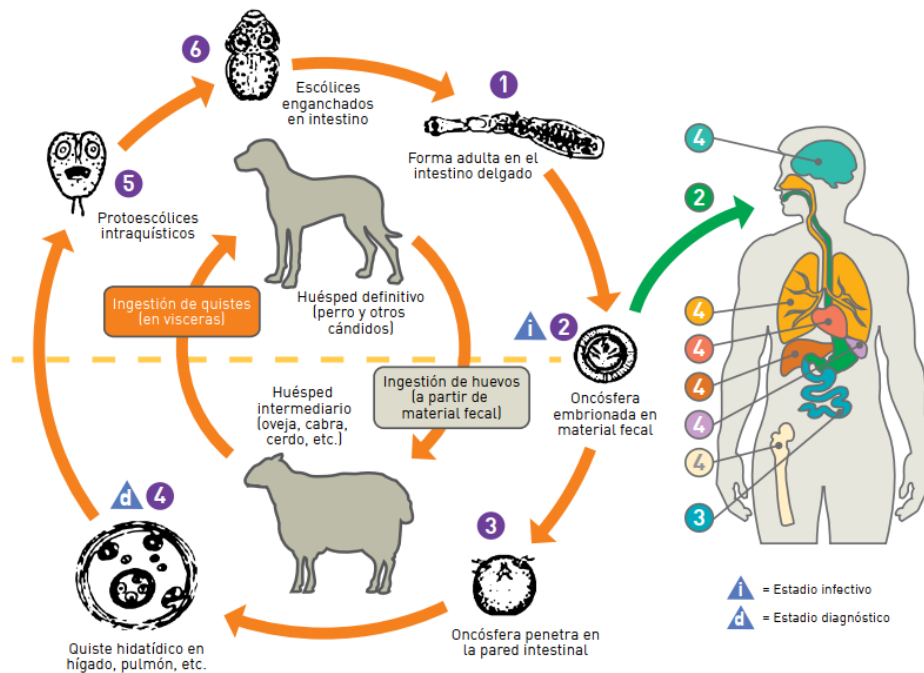 6
Escólices
enganchados
en intestino
1
Forma adulta en el
intestino delgado
5
Protoescólices
intraquísticos
Ingestión de quistes
(en visceras)
Huésped definitivo
(perro y otros
cándidos)
i 2
Oncósfera
embrionada en
material fecal
Huésped
intermediario
(oveja, cabra,
cerdo, etc.)
Ingestión de huevos
(a partir de
material fecal)
d 4
Quiste hidatídico en
hígado, pulmón, etc.
3
Oncósfera penetra en
la pared intestinal
4
2
4
4
4
4
4
3
i = Estadio infectivo
d = Estadio diagnóstico